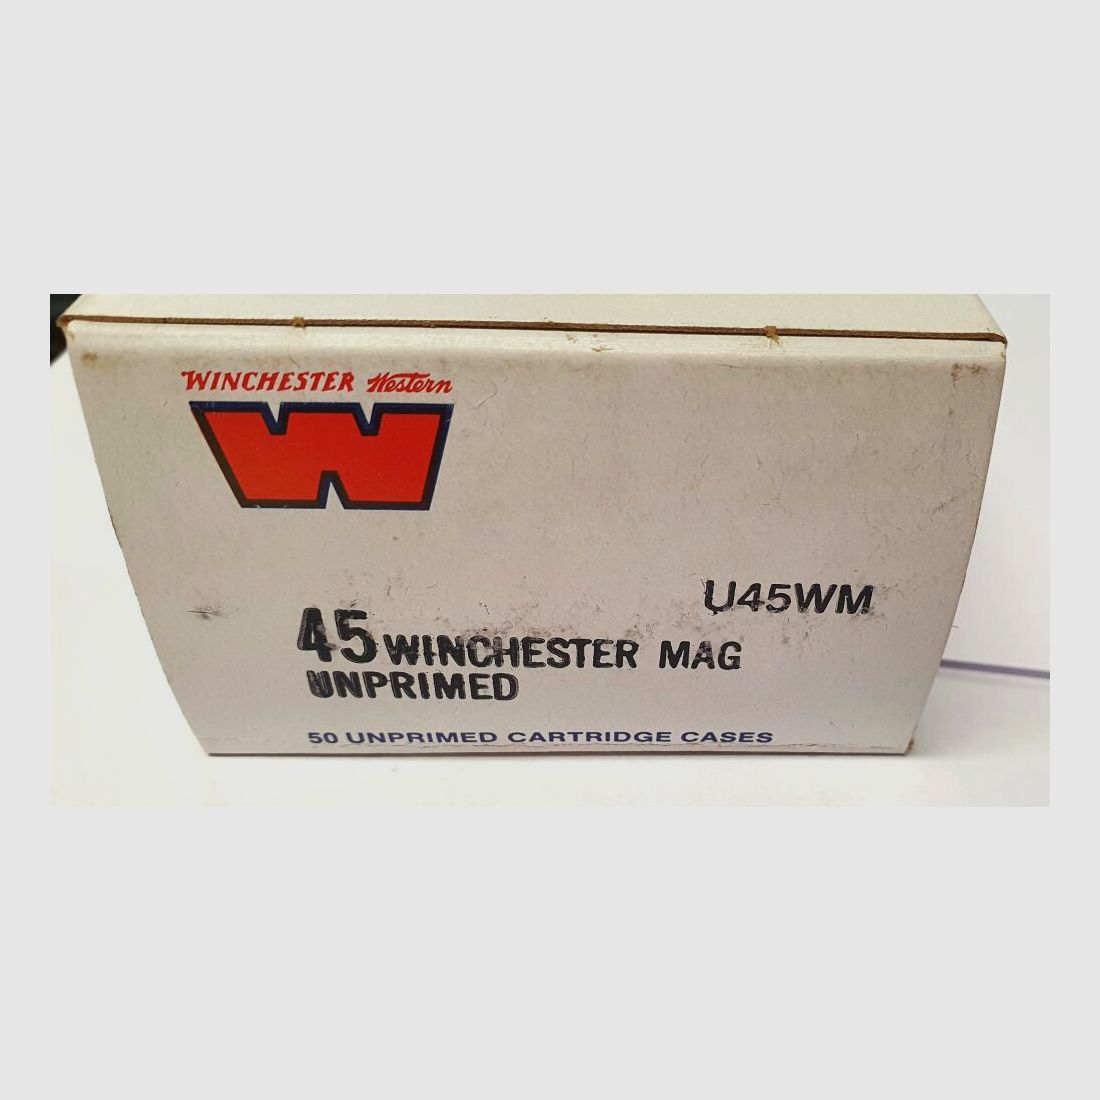 WINCHESTER Western
W
U45WM
45 WINCHESTER MAG
UNPRIMED
50 UNPRIMED CARTRIDGE CASES